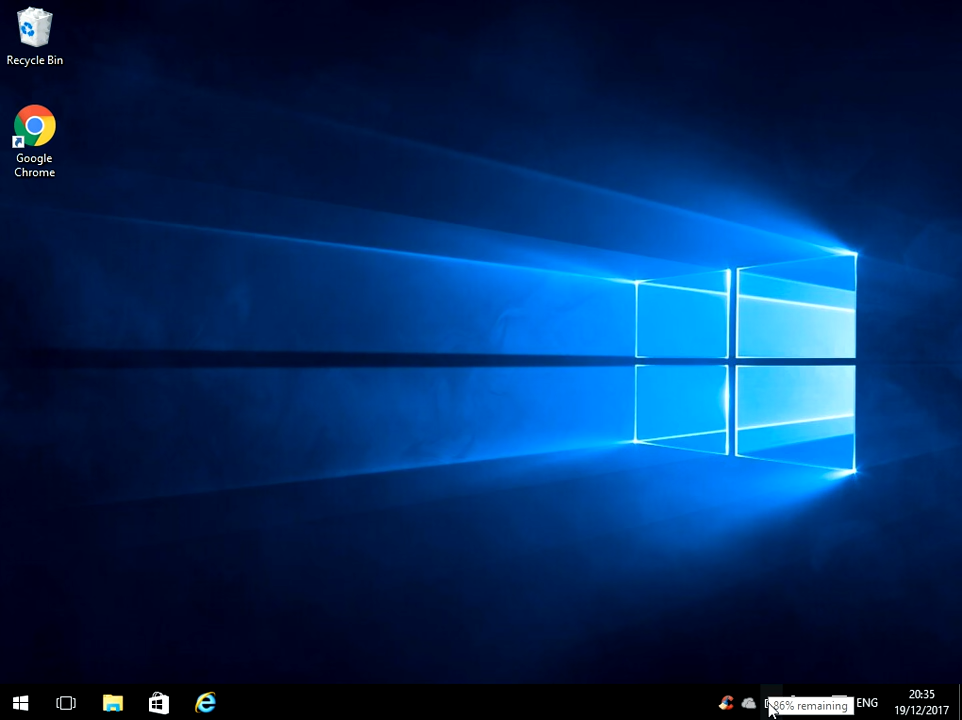 Recycle Bin
Google
Chrome
86% remaining
ENG
20:35
19/12/2017